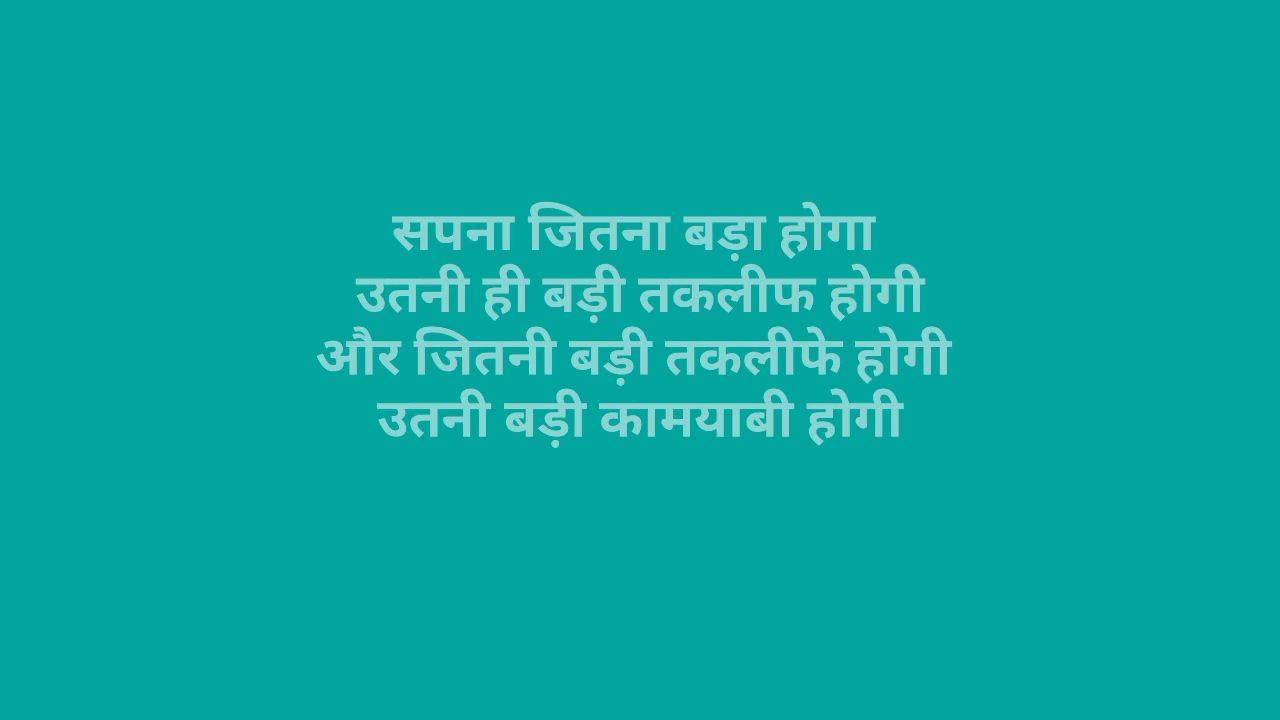 सपना जितना बड़ा होगा
उतनी ही बड़ी तकलीफ होगी
और जितनी बड़ी तकलीफे होगी
उतनी बड़ी कामयाबी होगी